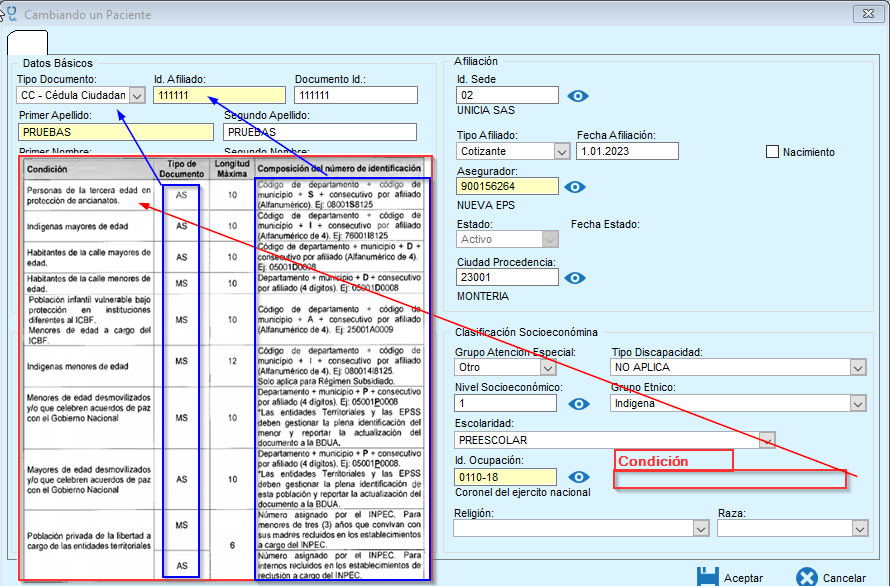 Cambiando un Paciente
Datos Básicos
Tipo Documento:
Id. Afiliado:
Documento Id.:
CC - Cédula Ciudadan
111111
111111
Primer Apellido:
Segundo Apellido:
PRUEBAS
PRUEBAS
Primer Nombre:
Segundo Nombre:
Condición
Tipo de Documento
Longitud Máxima
Composición del número de identificación
Personas de la tercera edad en
protección de ancianatos.
AS
10
Código de departamento + código de
municipio + S + consecutivo por afiliado
(Alfanumérico). Ej: 08001S8125
Indígenas mayores de edad
AS
10
Código de departamento + código de
municipio + I + consecutivo por afiliado
(Alfanumérico de 4). Ej: 76001I8125
Habitantes de la calle mayores de
edad.
AS
10
Código de departamento + municipio + D +
consecutivo por afiliado (Alfanumérico de 4).
Ej: 05001D0008
Habitantes de la calle menores de
edad.
MS
10
Departamento + municipio + D + consecutivo
por afiliado (4 dígitos). Ej: 05001D0008
Población infantil vulnerable bajo
protección en instituciones
diferentes al ICBF.
Menores de edad a cargo del
ICBF.
MS
10
Código de departamento + código de
municipio + A + consecutivo por afiliado
(Alfanumérico de 4). Ej: 25001A0009
Indígenas menores de edad
MS
12
Código de departamento + código de
municipio + I + consecutivo por afiliado
(Alfanumérico de 4). Ej: 080014I8125.
Solo aplica para Régimen Subsidiado.
Menores de edad desmovilizados
y/o que celebren acuerdos de paz
con el Gobierno Nacional
MS
10
Departamento + municipio + P + consecutivo
por afiliado (4 dígitos). Ej: 05001P0008
*Las entidades Territoriales y las EPSS
deben gestionar la plena identificación del
menor y reportar la actualización del
documento a la BDUA.
Mayores de edad desmovilizados
y/o que celebren acuerdos de paz
con el Gobierno Nacional
AS
10
Departamento + municipio + P + consecutivo
por afiliado (4 dígitos). Ej: 05001P0008.
*Las entidades Territoriales y las EPSS
deben gestionar la plena identificación de
esta población y reportar la actualización del
documento a la BDUA.
Población privada de la libertad a
cargo de las entidades territoriales
MS
AS
6
Número asignado por el INPEC. Para
menores de tres (3) años que convivan con
sus madres recluidos en los establecimientos
a cargo del INPEC.
Número asignado por el INPEC. Para
internos recluidos en los establecimientos de
reclusión a cargo del INPEC.
Afiliación
Id. Sede
02
UNICIA SAS
Tipo Afiliado:
Fecha Afiliación:
Cotizante
1.01.2023
Nacimiento
Asegurador:
900156264
NUEVA EPS
Estado:
Fecha Estado:
Activo
Ciudad Procedencia:
23001
MONTERIA
Clasificación Socioeconómina
Grupo Atención Especial:
Tipo Discapacidad:
Otro
NO APLICA
Nivel Socioeconómico:
Grupo Etnico:
1
Indigena
Escolaridad:
PREESCOLAR
Id. Ocupación:
Condición
0110-18
Coronel del ejercito nacional
Religión:
Raza:
Aceptar
Cancelar